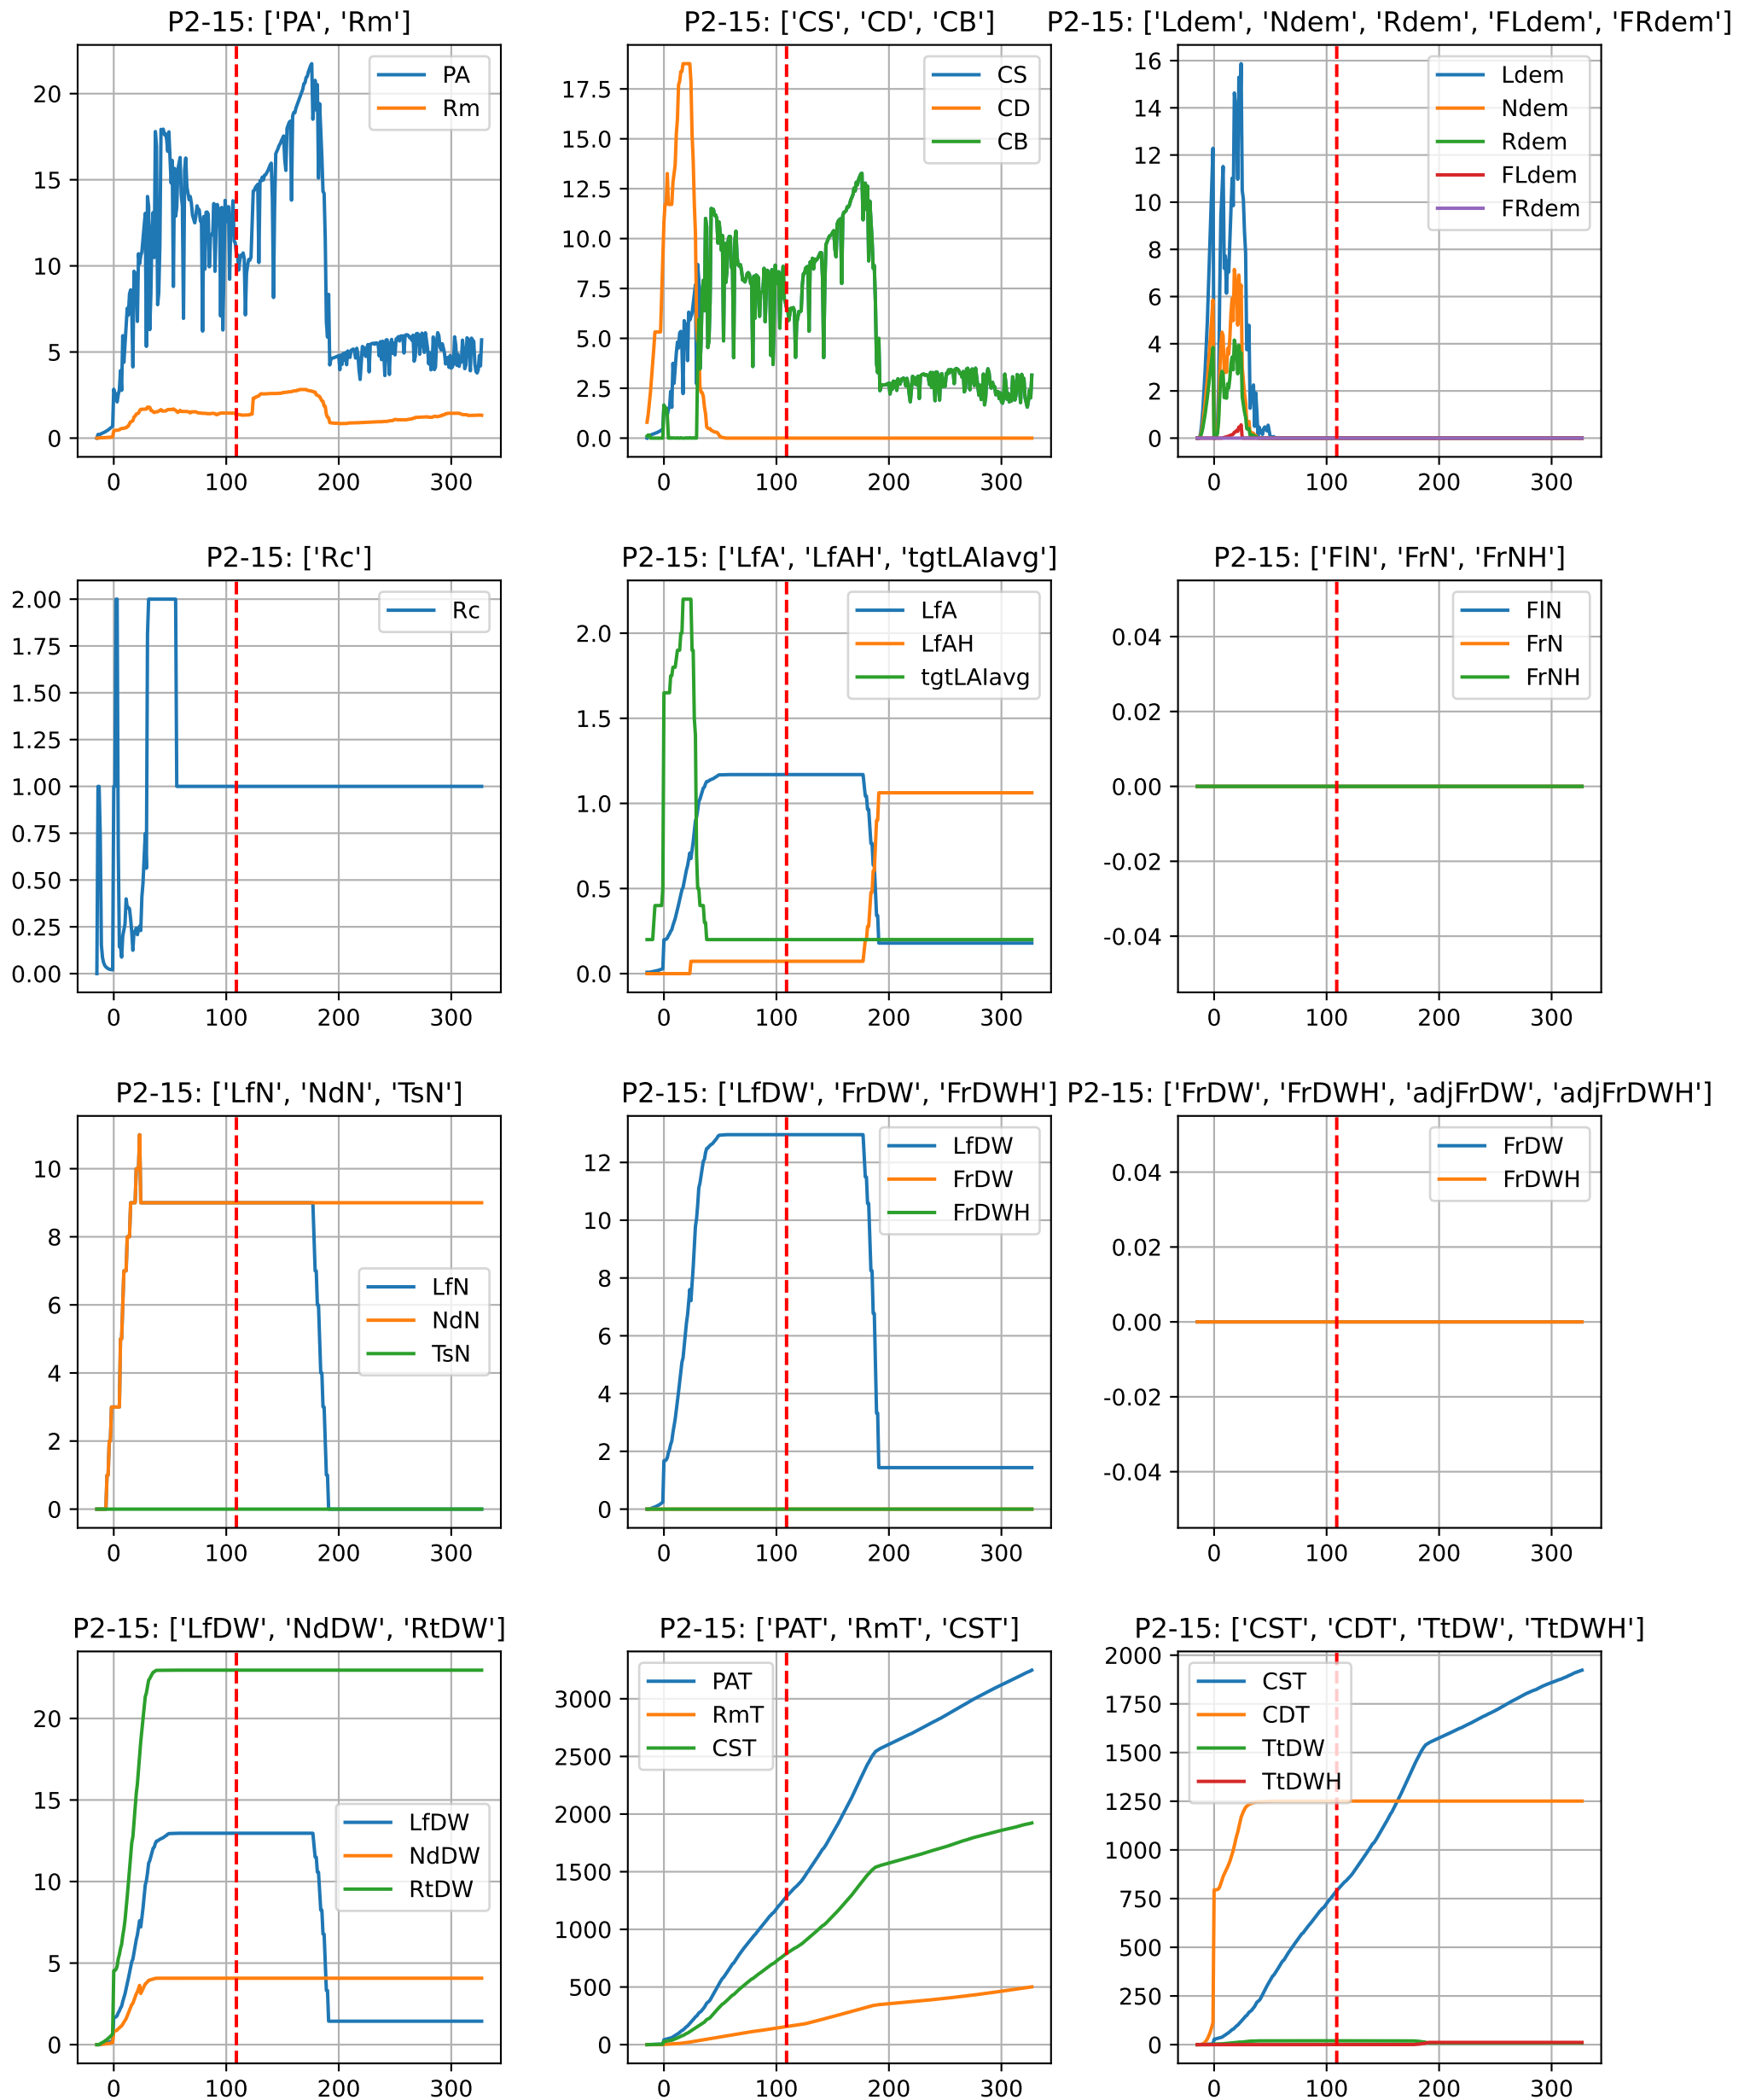 P2-15: ['PA', 'Rm']
20
15
10
5
0
0 100 200 300
PA
Rm
P2-15: ['CS', 'CD', 'CB']
17.5
15.0
12.5
10.0
7.5
5.0
2.5
0.0
0 100 200 300
CS
CD
CB
P2-15: ['Ldem', 'Ndem', 'Rdem', 'FLdem', 'FRdem']
16
14
12
10
8
6
4
2
0
0 100 200 300
Ldem
Ndem
Rdem
FLdem
FRdem
P2-15: ['Rc']
2.00
1.75
1.50
1.25
1.00
0.75
0.50
0.25
0.00
0 100 200 300
Rc
P2-15: ['LfA', 'LfAH', 'tgtLAIavg']
2.0
1.5
1.0
0.5
0.0
0 100 200 300
LfA
LfAH
tgtLAIavg
P2-15: ['FlN', 'FrN', 'FrNH']
0.04
0.02
0.00
-0.02
-0.04
0 100 200 300
FlN
FrN
FrNH
P2-15: ['LfN', 'NdN', 'TsN']
10
8
6
4
2
0
0 100 200 300
LfN
NdN
TsN
P2-15: ['LfDW', 'FrDW', 'FrDWH']
12
10
8
6
4
2
0
0 100 200 300
LfDW
FrDW
FrDWH
P2-15: ['FrDW', 'FrDWH', 'adjFrDW', 'adjFrDWH']
0.04
0.02
0.00
-0.02
-0.04
0 100 200 300
FrDW
FrDWH
P2-15: ['LfDW', 'NdDW', 'RtDW']
20
15
10
5
0
0 100 200 300
LfDW
NdDW
RtDW
P2-15: ['PAT', 'RmT', 'CST']
3000
2500
2000
1500
1000
500
0
0 100 200 300
PAT
RmT
CST
P2-15: ['CST', 'CDT', 'TtDW', 'TtDWH']
2000
1750
1500
1250
1000
750
500
250
0
0 100 200 300
CST
CDT
TtDW
TtDWH